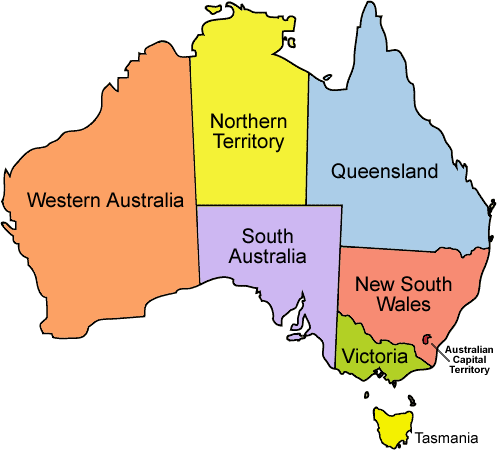 Northern
Territory
Queensland
Western Australia
South
Australia
New South
Wales
Victoria
Australian
Capital
Territory
Tasmania